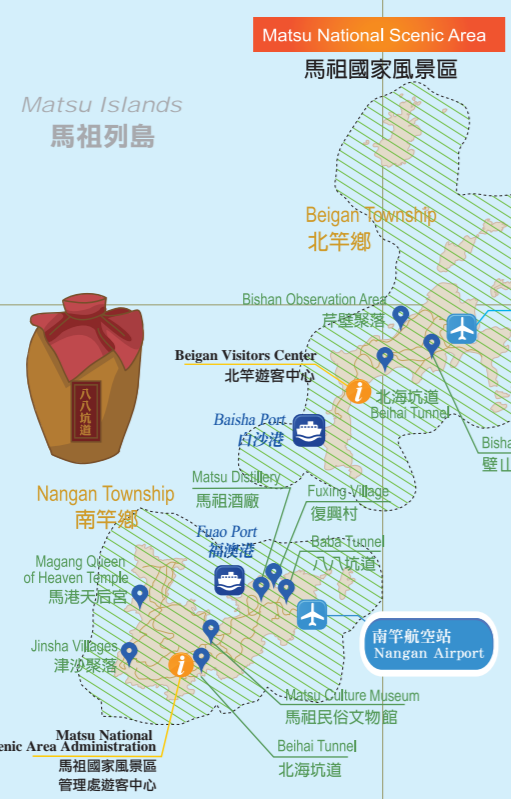 Matsu National Scenic Area
馬祖國家風景區
Matsu Islands
馬祖列島
Beigan Township
北竿鄉
Bishan Observation Area
芹壁聚落
Beigan Visitors Center
北竿遊客中心
北海坑道
Beihai Tunnel
Baisha Port
白沙港
Bisha
壁山
八八坑道
Matsu Distillery
馬祖酒廠
Fuxing Village
復興村
Nangan Township
南竿鄉
Fuao Port
福澳港
Baba Tunnel
八八坑道
Magang Queen
of Heaven Temple
馬港天后宮
南竿航空站
Nangan Airport
Jinsha Villages
津沙聚落
Matsu Culture Museum
馬祖民俗文物館
Matsu National
enic Area Administration
馬祖國家風景區
管理處遊客中心
Beihai Tunnel
北海坑道